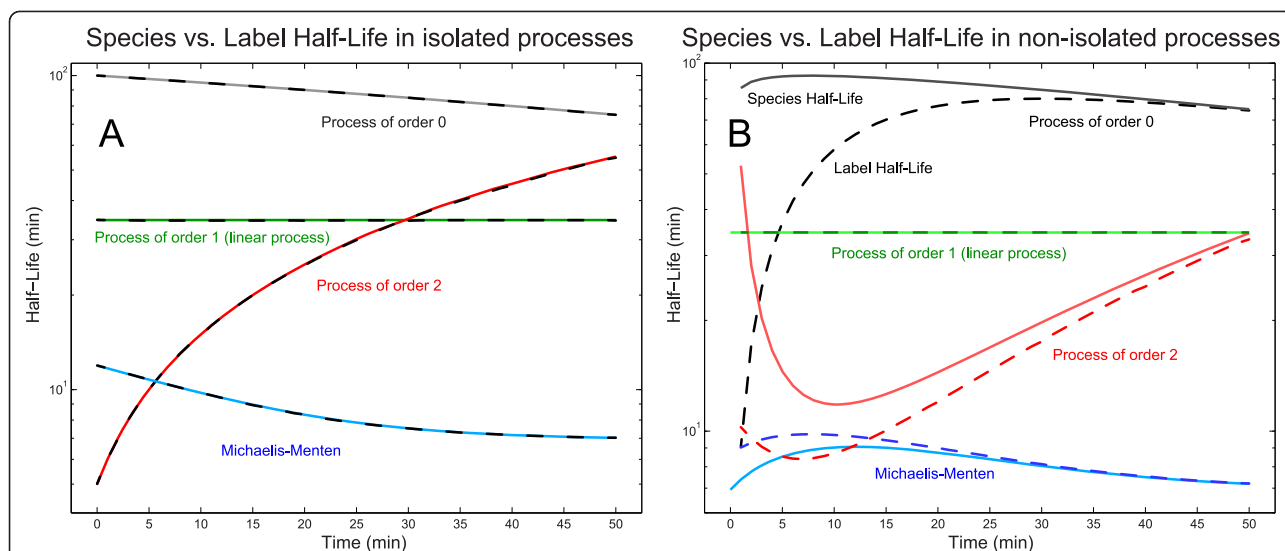 Species vs. Label Half-Life in isolated processes
A
Half-Life (min)
10²
10¹
Process of order 0
Process of order 1 (linear process)
Process of order 2
Michaelis-Menten
0 5 10 15 20 25 30 35 40 45 50
Time (min)
Species vs. Label Half-Life in non-isolated processes
B
Half-Life (min)
10²
10¹
Species Half-Life
Process of order 0
Label Half-Life
Process of order 1 (linear process)
Process of order 2
Michaelis-Menten
0 5 10 15 20 25 30 35 40 45 50
Time (min)